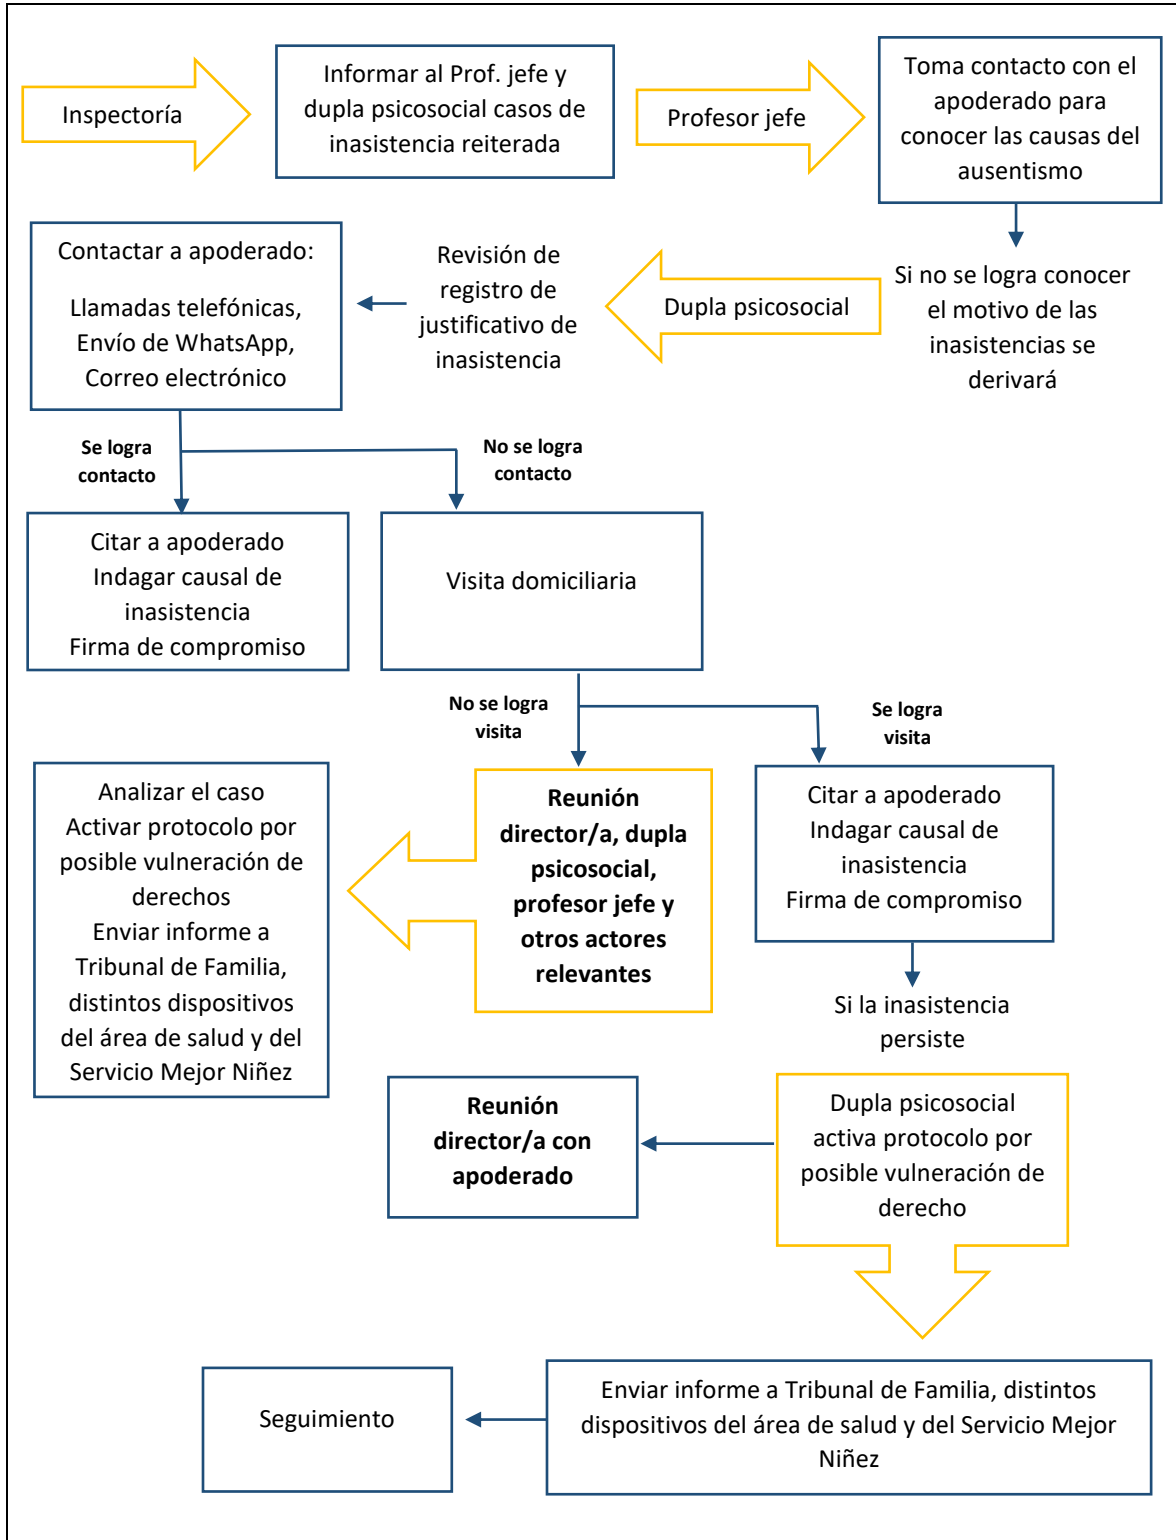 Inspectoría
Informar al Prof. jefe y
dupla psicosocial casos de
inasistencia reiterada
Profesor jefe
Toma contacto con el
apoderado para
conocer las causas del
ausentismo
Si no se logra conocer
el motivo de las
inasistencias se
derivará
Dupla psicosocial
Revisión de
registro de
justificativo de
inasistencia
Contactar a apoderado:
Llamadas telefónicas,
Envío de WhatsApp,
Correo electrónico
Se logra
contacto
No se logra
contacto
Citar a apoderado
Indagar causal de
inasistencia
Firma de compromiso
Visita domiciliaria
No se logra
visita
Se logra
visita
Analizar el caso
Activar protocolo por
posible vulneración de
derechos
Enviar informe a
Tribunal de Familia,
distintos dispositivos
del área de salud y del
Servicio Mejor Niñez
Reunión
director/a, dupla
psicosocial,
profesor jefe y
otros actores
relevantes
Citar a apoderado
Indagar causal de
inasistencia
Firma de compromiso
Si la inasistencia
persiste
Reunión
director/a con
apoderado
Dupla psicosocial
activa protocolo por
posible vulneración de
derecho
Enviar informe a Tribunal de Familia, distintos
dispositivos del área de salud y del Servicio Mejor
Niñez
Seguimiento